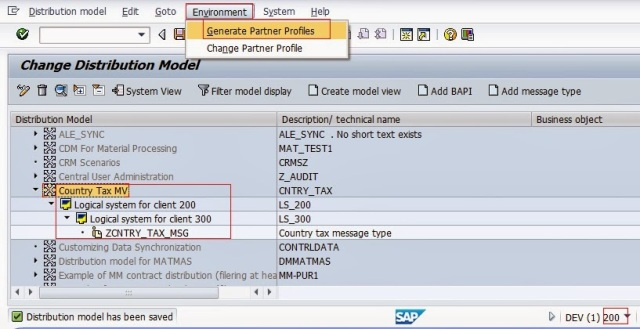 Distribution model Edit Goto Environment System Help
Generate Partner Profiles
Change Partner Profile
Change Distribution Model
System View Filter model display Create model view Add BAPI Add message type
Distribution Model Description/ technical name Business object
ALE_SYNC ALE_SYNC . No short text exists
CDM For Material Processing MAT_TEST1
CRM Scenarios CRMSZ
Central User Administration Z_AUDIT
Country Tax MV CNTRY_TAX
Logical system for client 200 LS_200
Logical system for client 300 LS_300
ZCNTRY_TAX_MSG Country tax message type
Customizing Data Synchronization CONTRLDATA
Distribution model for MATMAS DMMATMAS
Example of MM contract distribution (filering at hea MM-PUR1
Distribution model has been saved SAP DEV (1) 200